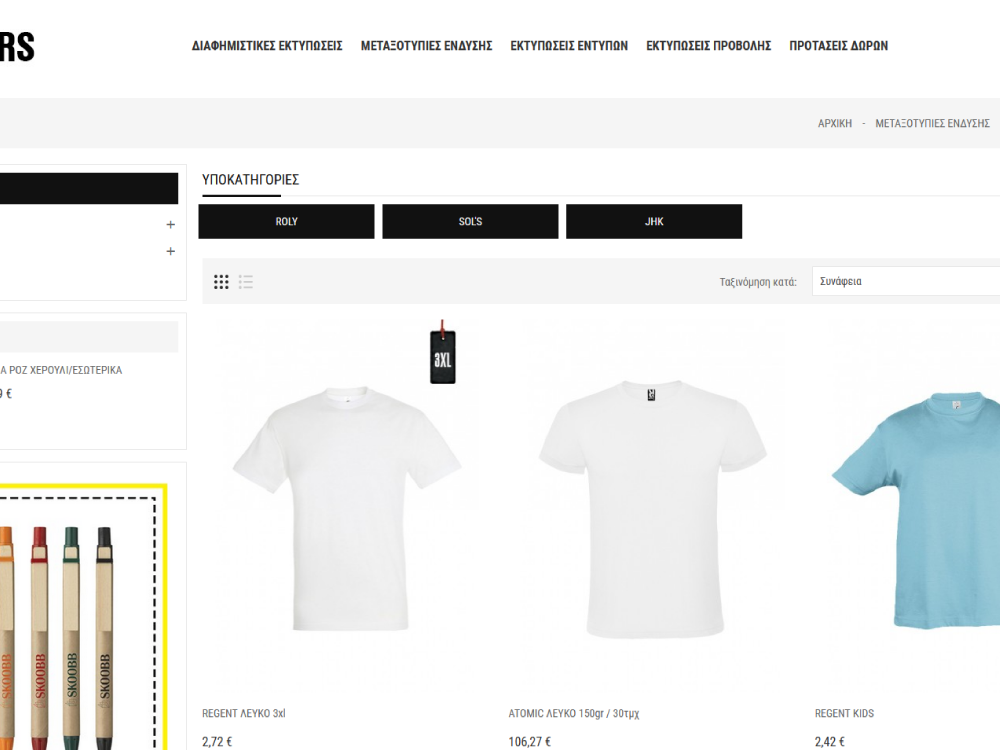 RS
ΔΙΑΦΗΜΙΣΤΙΚΕΣ ΕΚΤΥΠΩΣΕΙΣ ΜΕΤΑΞΟΤΥΠΙΕΣ ΕΝΔΥΣΗΣ ΕΚΤΥΠΩΣΕΙΣ ΕΝΤΥΠΩΝ ΕΚΤΥΠΩΣΕΙΣ ΠΡΟΒΟΛΗΣ ΠΡΟΤΑΣΕΙΣ ΔΩΡΩΝ
ΑΡΧΙΚΗ - ΜΕΤΑΞΟΤΥΠΙΕΣ ΕΝΔΥΣΗΣ
ΥΠΟΚΑΤΗΓΟΡΙΕΣ
ROLY SOL'S JHK
Ταξινόμηση κατά: Συνάφεια
Α ΡΟΖ ΧΕΡΟΥΛΙ/ΕΣΩΤΕΡΙΚΑ
9 €
3XL
SKOOBB SKOOBB SKOOBB SKOOBB
REGENT ΛΕΥΚΟ 3xl
2,72 €
ATOMIC ΛΕΥΚΟ 150gr / 30τμχ
106,27 €
REGENT KIDS
2,42 €